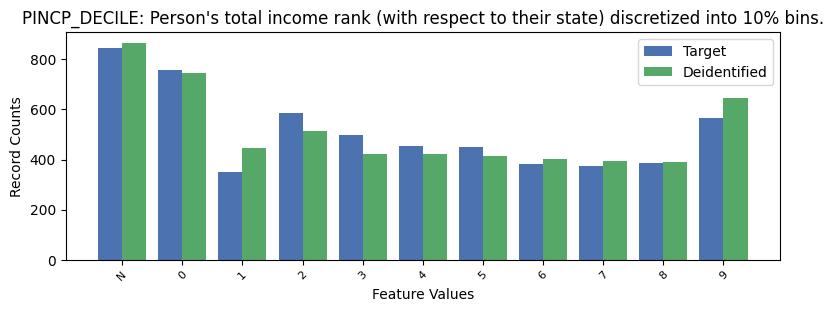 PINCP_DECILE: Person's total income rank (with respect to their state) discretized into 10% bins.
Target
Deidentified
Record Counts
800
600
400
200
0
N 0 1 2 3 4 5 6 7 8 9
Feature Values